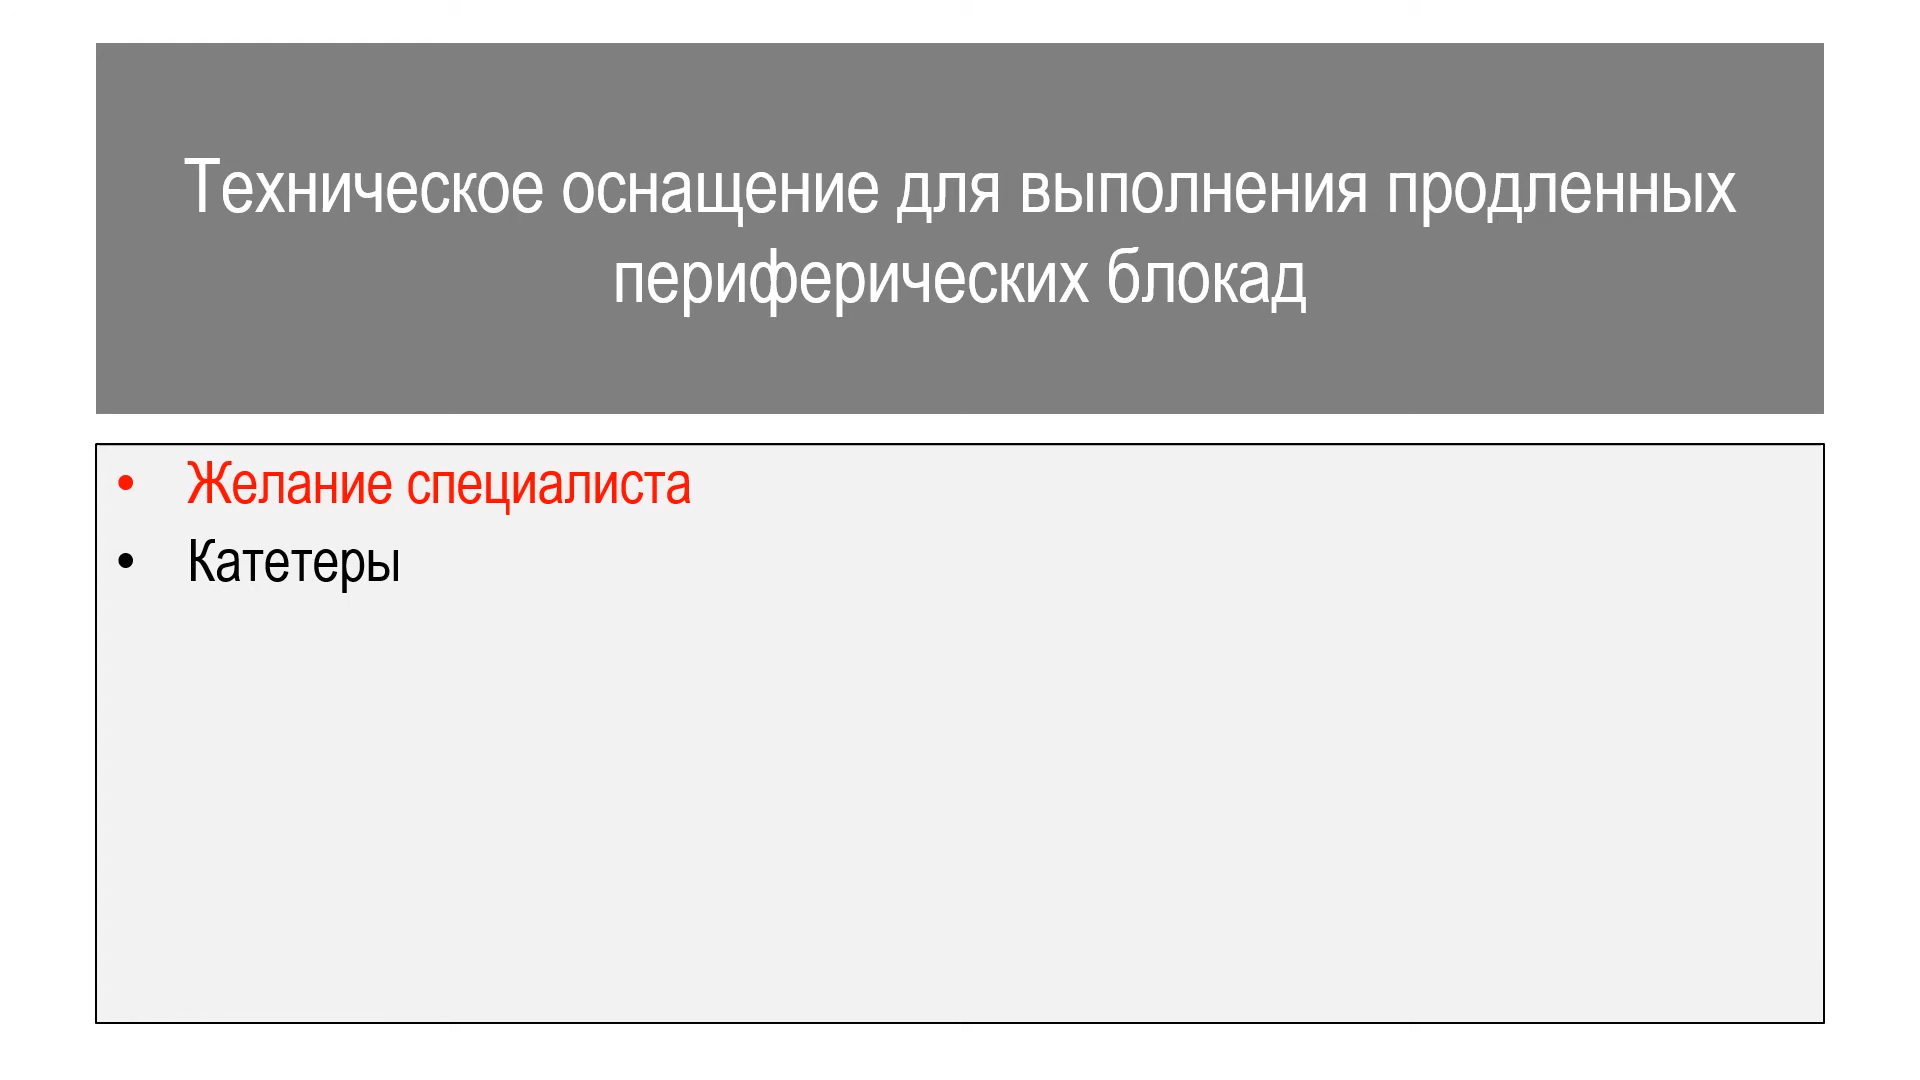 Техническое оснащение для выполнения продленных
периферических блокад
• Желание специалиста
• Катетеры